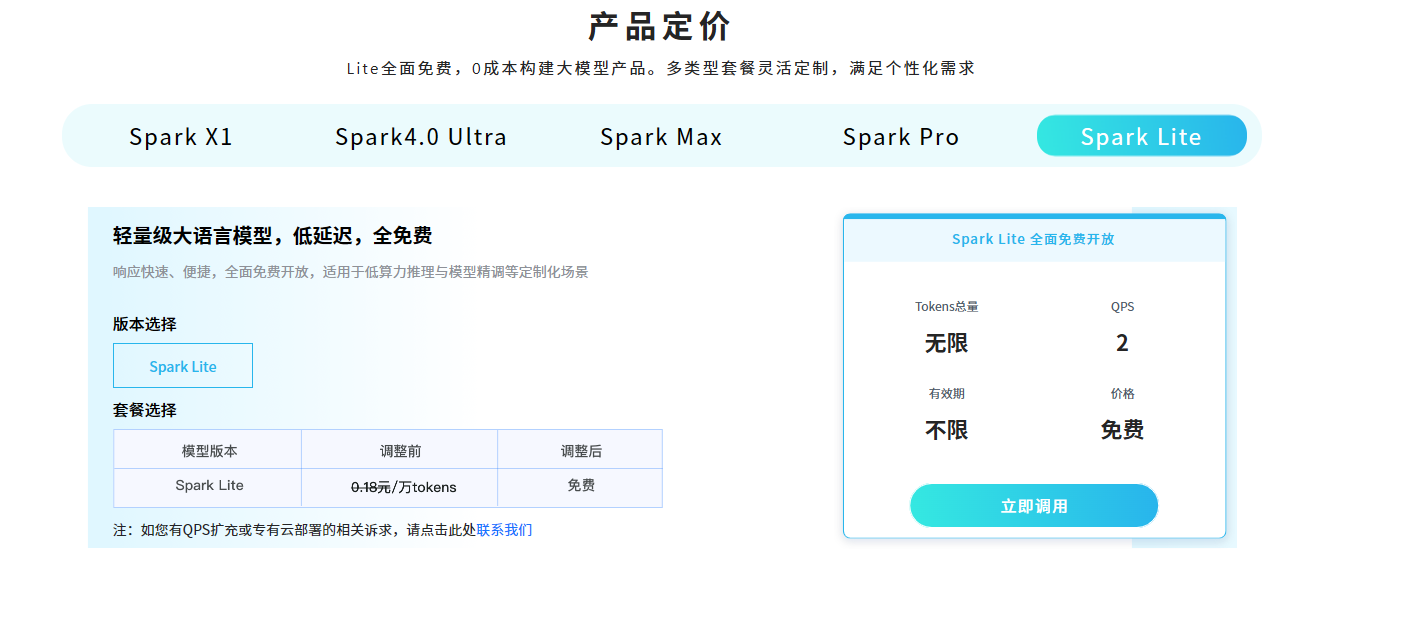 产品定价
Lite全面免费，0成本构建大模型产品。多类型套餐灵活定制，满足个性化需求
Spark X1 Spark4.0 Ultra Spark Max Spark Pro Spark Lite
轻量级大语言模型，低延迟，全免费
响应快速、便捷，全面免费开放，适用于低算力推理与模型精调等定制化场景
版本选择
Spark Lite
套餐选择
模型版本 调整前 调整后
Spark Lite 0.18元/万tokens 免费
注：如您有QPS扩充或专有云部署的相关诉求，请点击此处联系我们
Spark Lite 全面免费开放
Tokens总量 QPS
无限 2
有效期 价格
不限 免费
立即调用